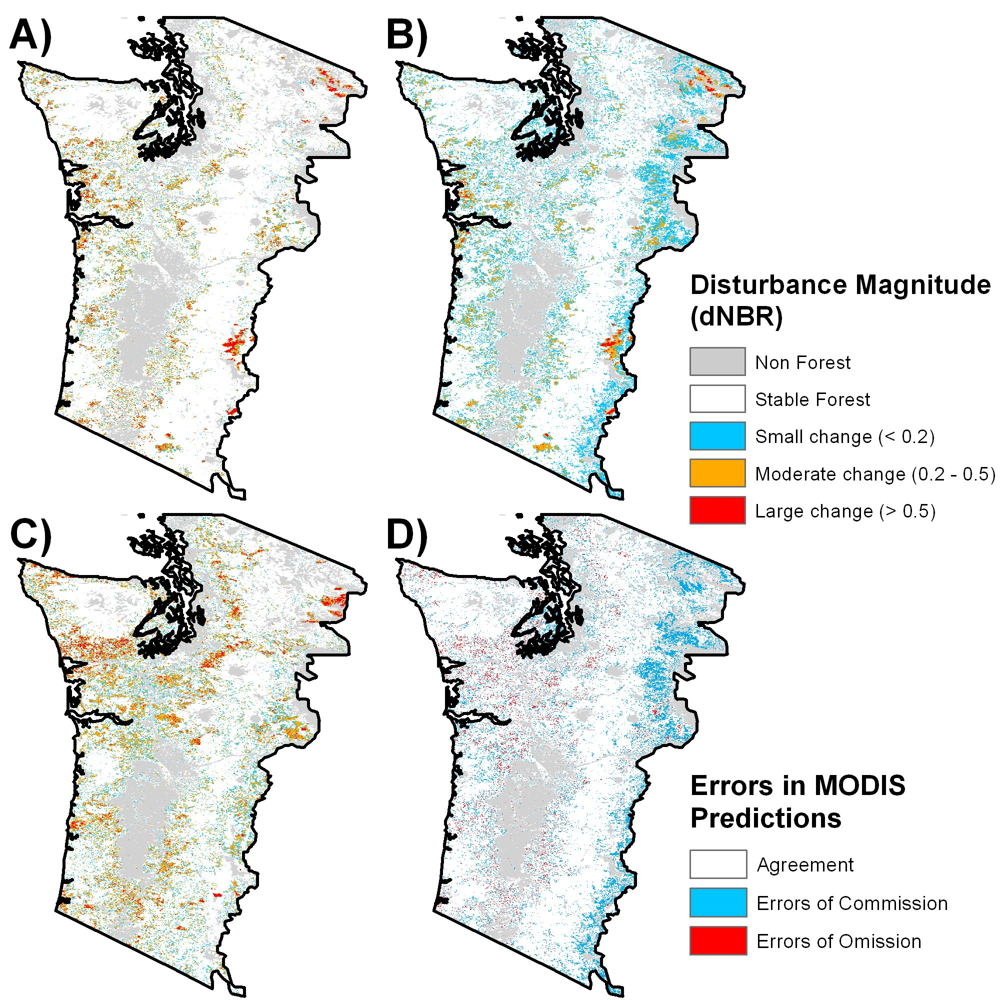 A)
B)
Disturbance Magnitude
(dNBR)
Non Forest
Stable Forest
Small change (< 0.2)
Moderate change (0.2 - 0.5)
Large change (> 0.5)
C)
D)
Errors in MODIS
Predictions
Agreement
Errors of Commission
Errors of Omission